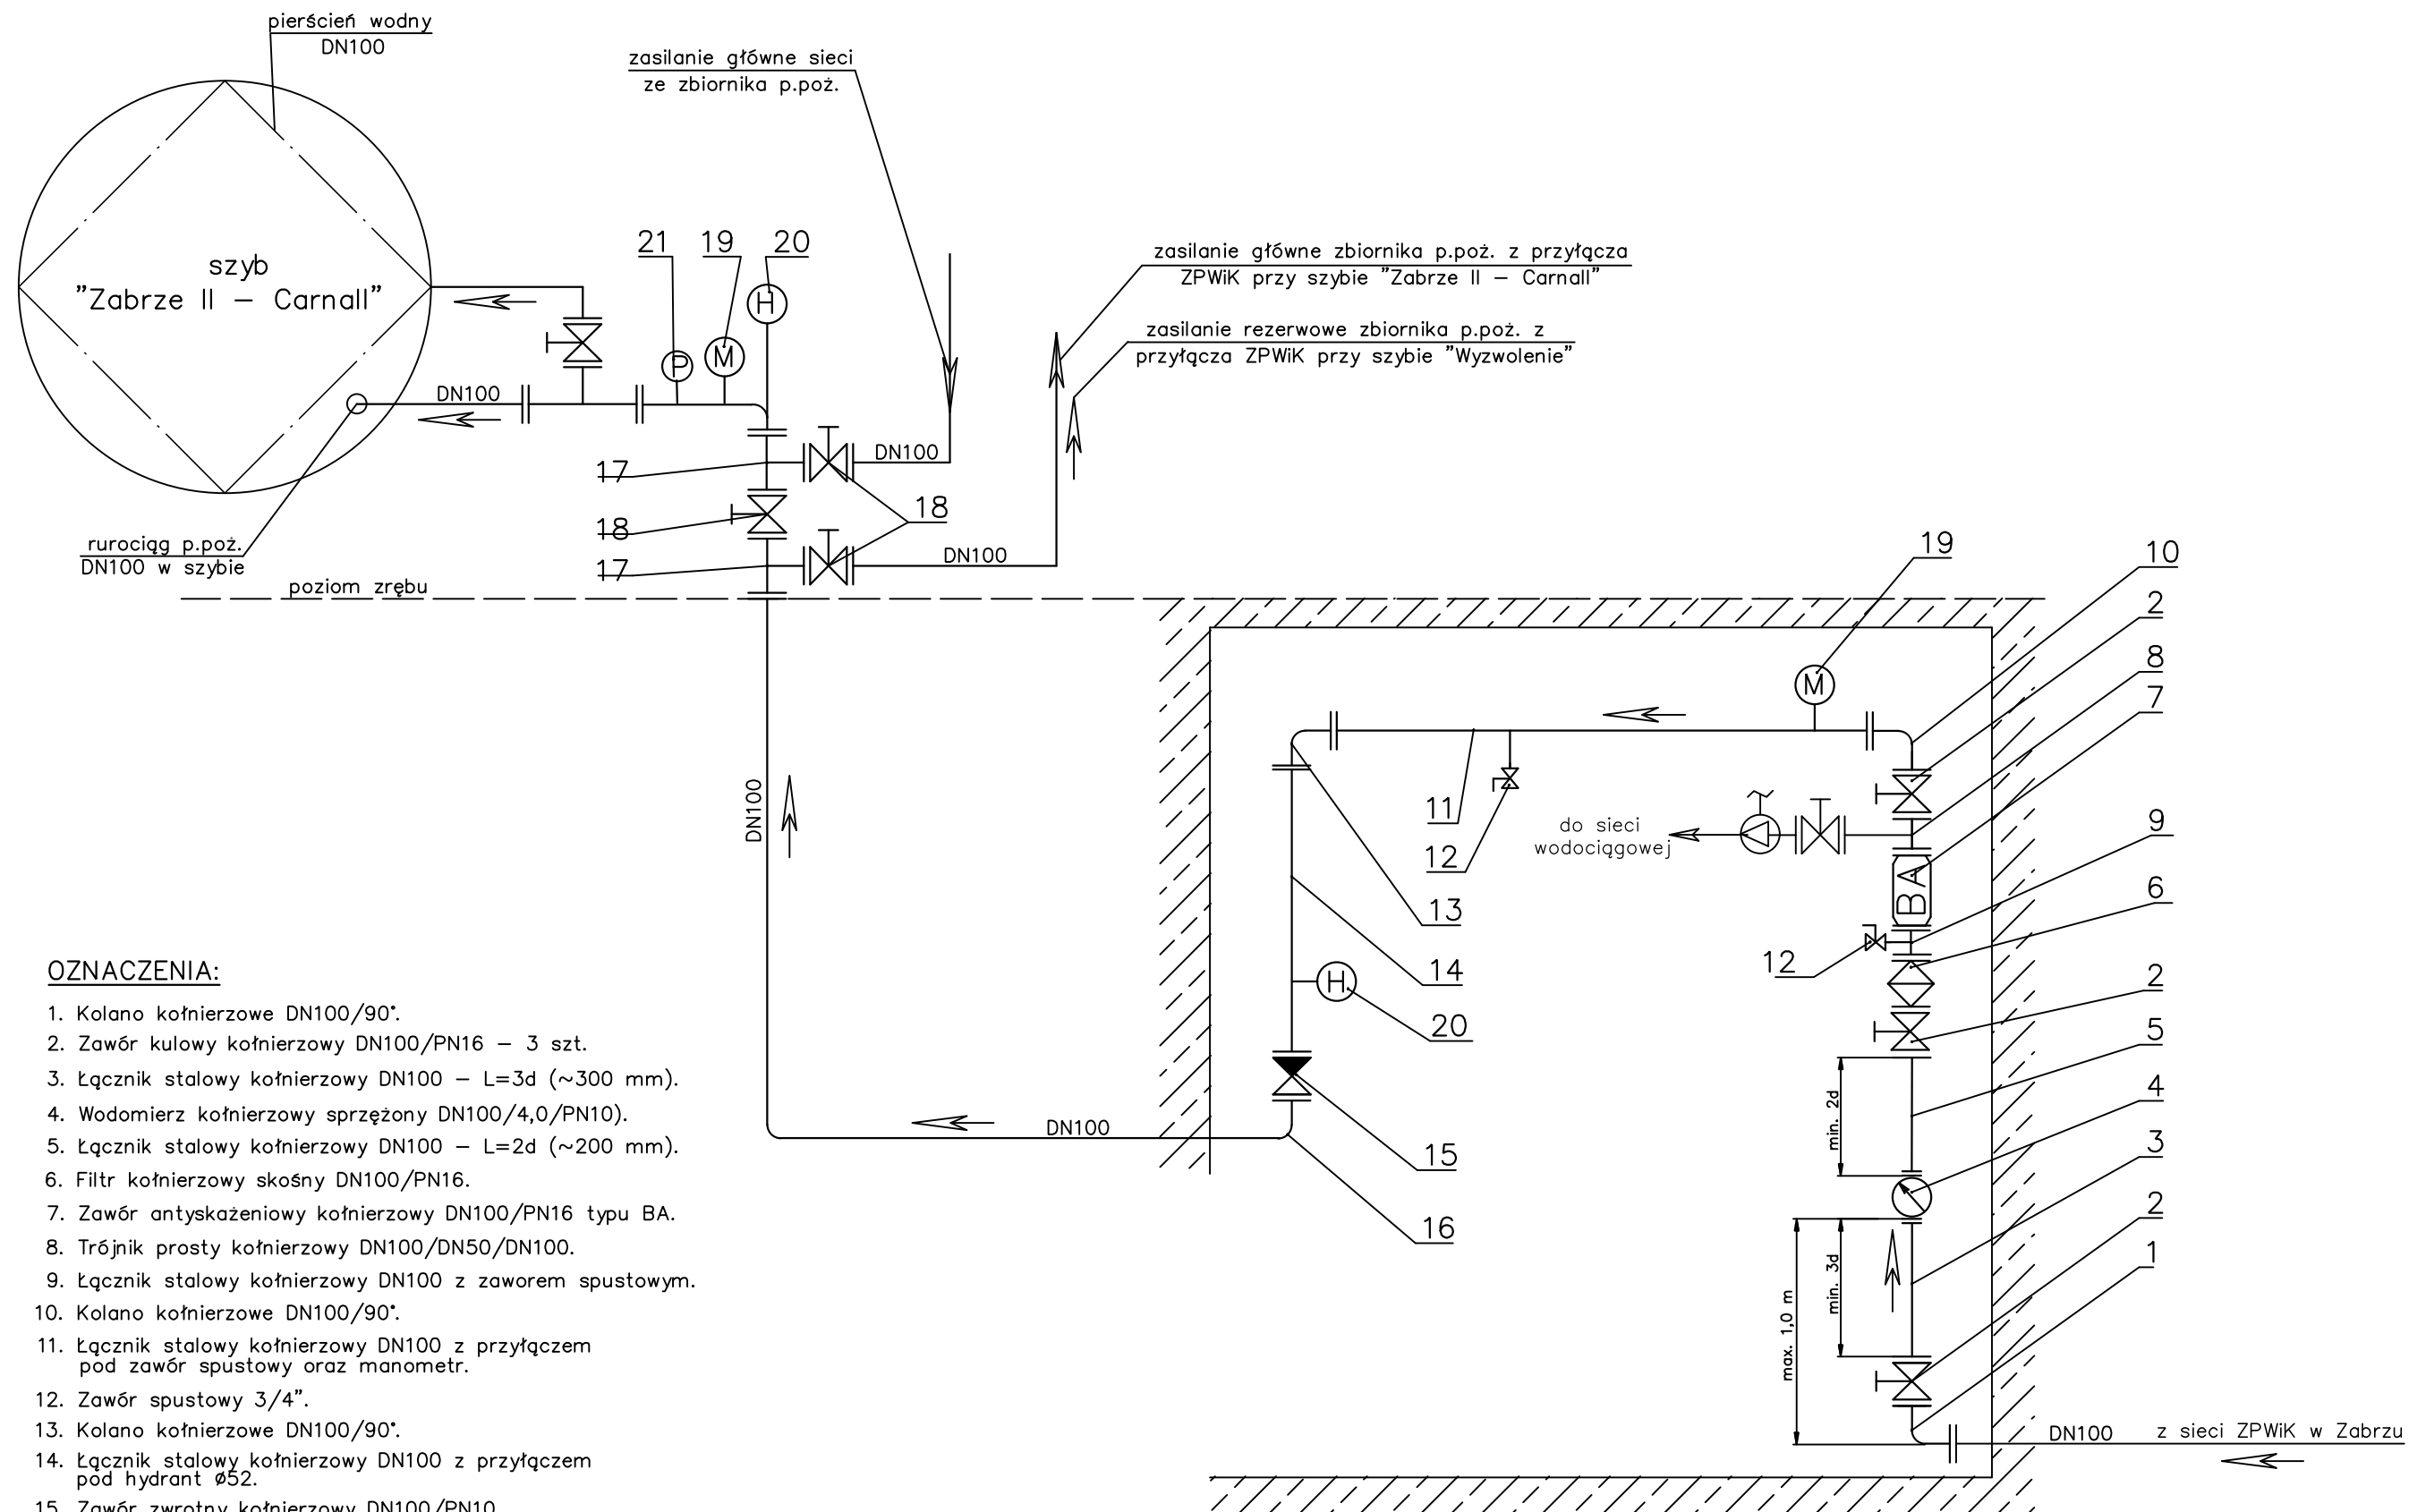 pierścień wodny
DN100
zasilanie główne sieci
ze zbiornika p.poż.
szyb
"Zabrze II – Carnall"
21
19
20
H
M
P
zasilanie główne zbiornika p.poż. z przyłącza
ZPWiK przy szybie "Zabrze II – Carnall"
zasilanie rezerwowe zbiornika p.poż. z
przyłącza ZPWiK przy szybie "Wyzwolenie"
DN100
DN100
17
18
18
17
DN100
rurociąg p.poż.
DN100 w szybie
poziom zrębu
19
10
2
8
7
M
DN100
11
12
do sieci
wodociągowej
BA
9
6
13
12
14
H
20
2
5
4
3
2
1
min. 2d
min. 3d
max. 1,0 m
DN100
15
16
DN100
z sieci ZPWiK w Zabrzu
OZNACZENIA:
1. Kolano kołnierzowe DN100/90°.
2. Zawór kulowy kołnierzowy DN100/PN16 – 3 szt.
3. Łącznik stalowy kołnierzowy DN100 – L=3d (~300 mm).
4. Wodomierz kołnierzowy sprzężony DN100/4,0/PN10).
5. Łącznik stalowy kołnierzowy DN100 – L=2d (~200 mm).
6. Filtr kołnierzowy skośny DN100/PN16.
7. Zawór antyskażeniowy kołnierzowy DN100/PN16 typu BA.
8. Trójnik prosty kołnierzowy DN100/DN50/DN100.
9. Łącznik stalowy kołnierzowy DN100 z zaworem spustowym.
10. Kolano kołnierzowe DN100/90°.
11. Łącznik stalowy kołnierzowy DN100 z przyłączem
pod zawór spustowy oraz manometr.
12. Zawór spustowy 3/4".
13. Kolano kołnierzowe DN100/90°.
14. Łącznik stalowy kołnierzowy DN100 z przyłączem
pod hydrant ø52.
15. Zawór zwrotny kołnierzowy DN100/PN10